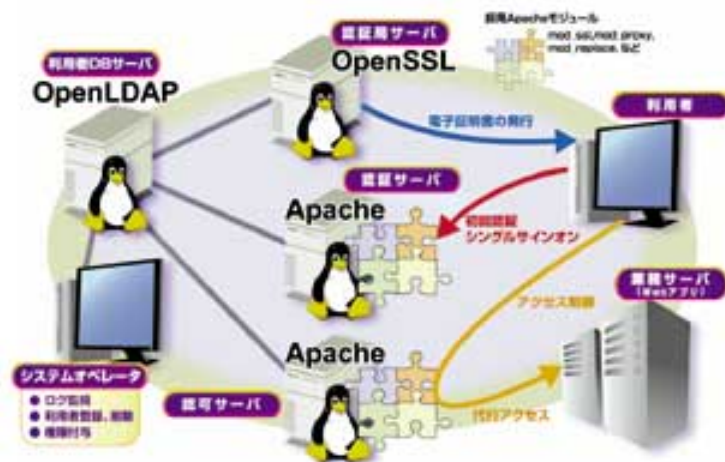 認証局サーバ
OpenSSL
利用者DBサーバ
OpenLDAP
採用Apacheモジュール
mod_ssl,mod_proxy,
mod_replace, など
利用者
電子証明書の発行
認証サーバ
Apache
初回認証
シングルサインオン
業務サーバ
(Webアプリ)
アクセス制御
Apache
認可サーバ
代行アクセス
システムオペレータ
● ログ監視
● 利用者登録、削除
● 権限付与